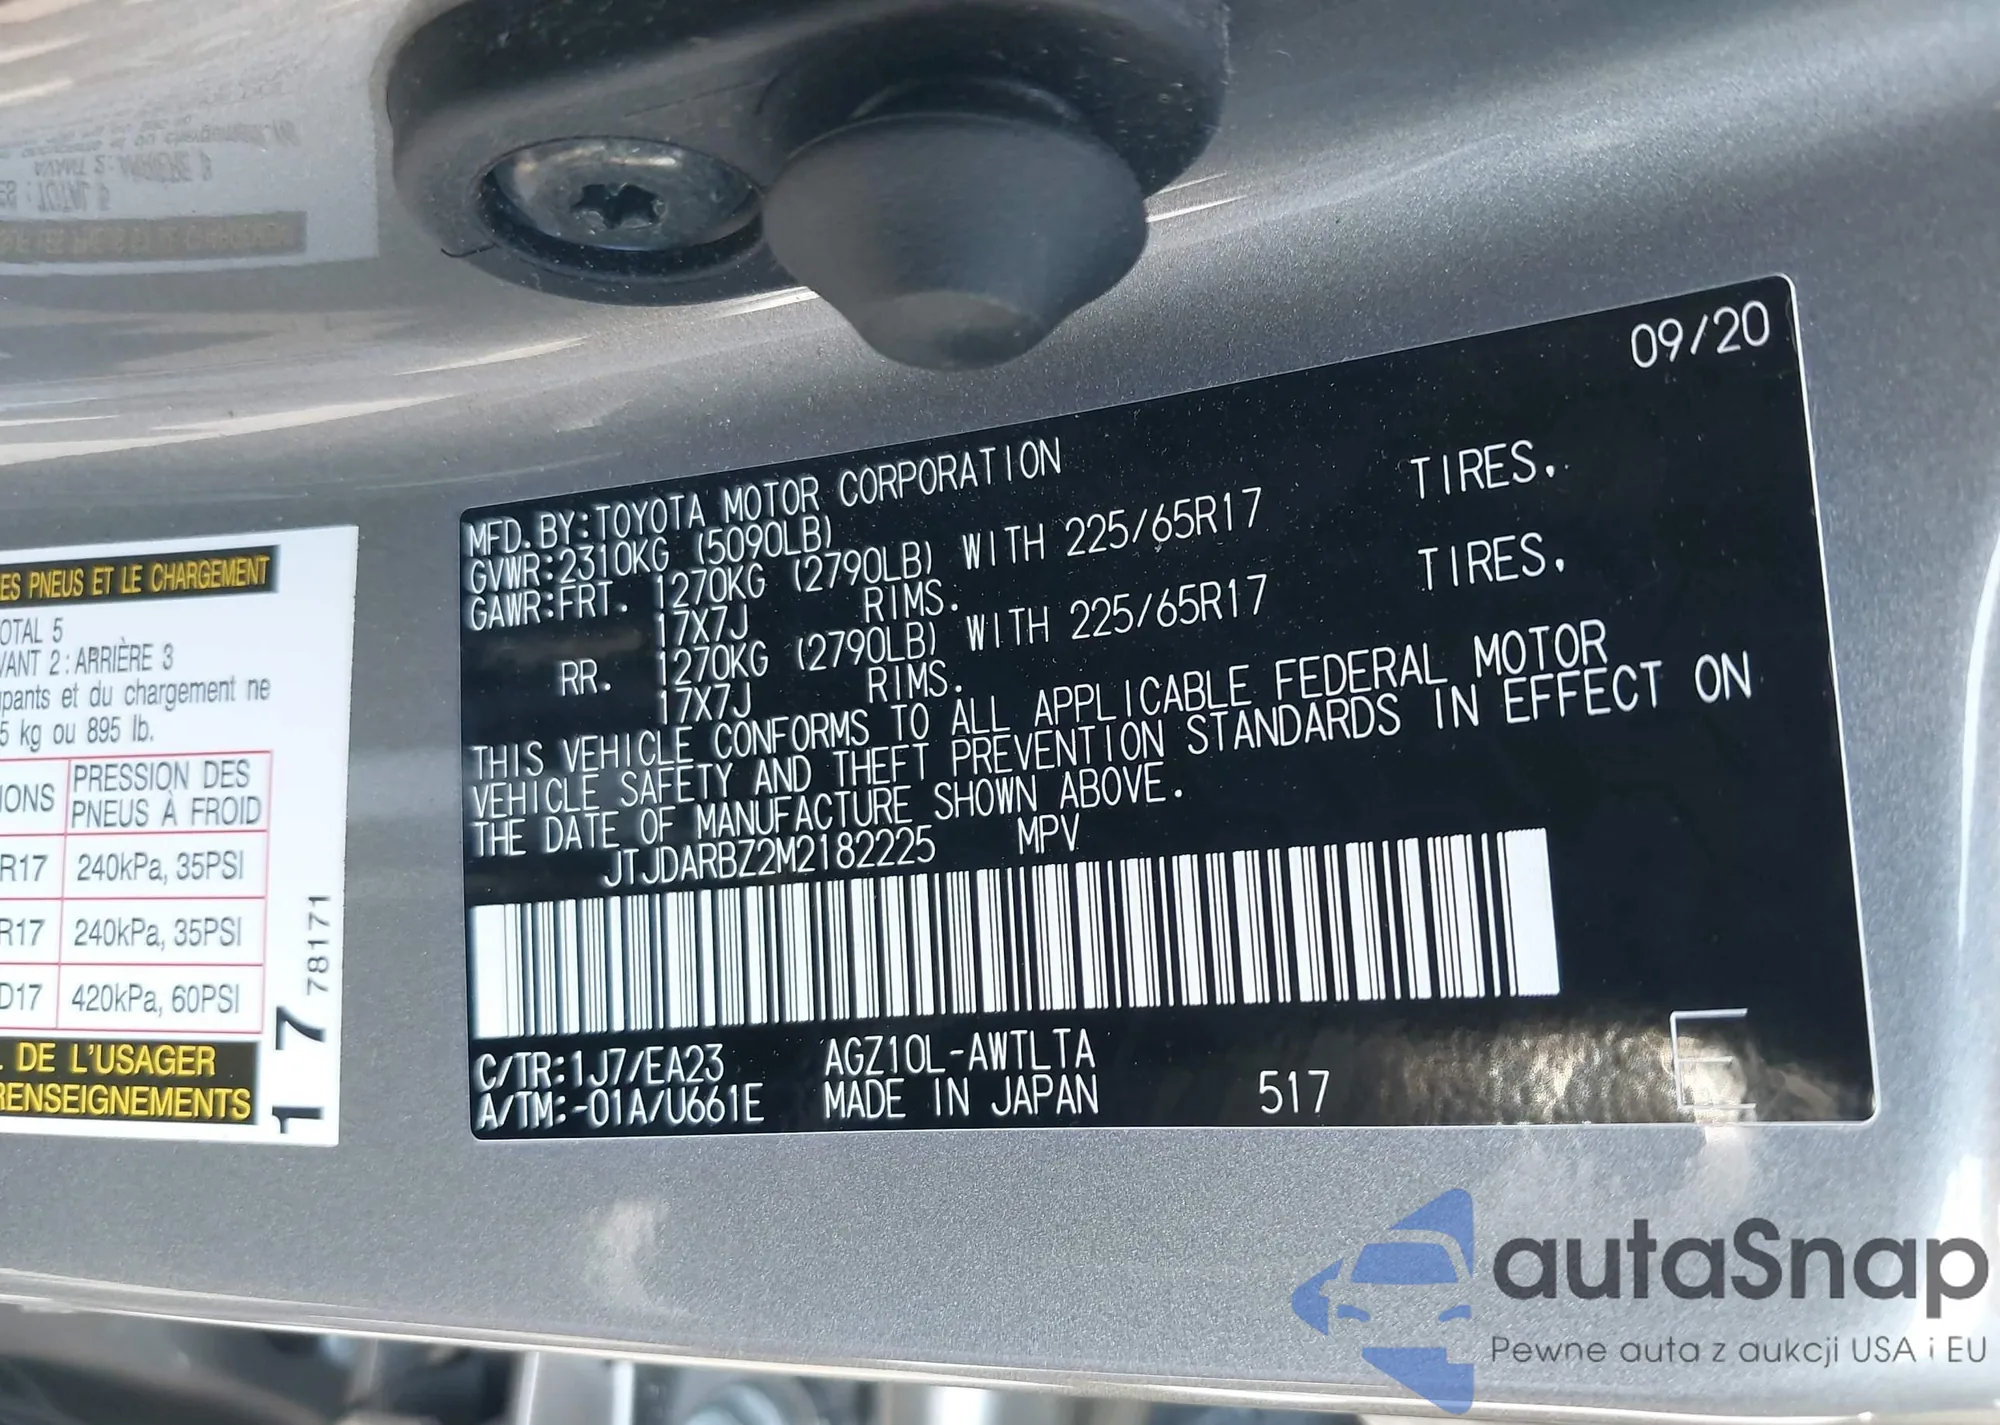 09/20
MFD.BY:TOYOTA MOTOR CORPORATION
GVWR:2310KG (5090LB)
GAWR:FRT. 1270KG (2790LB) WITH 225/65R17 TIRES.
17X7J RIMS.
RR. 1270KG (2790LB) WITH 225/65R17 TIRES,
17X7J RIMS.
THIS VEHICLE CONFORMS TO ALL APPLICABLE FEDERAL MOTOR
VEHICLE SAFETY AND THEFT PREVENTION STANDARDS IN EFFECT ON
THE DATE OF MANUFACTURE SHOWN ABOVE.
JTJDARBZ2M2182225 MPV
C/TR:1J7/EA23 AGZ10L-AWTLTA
A/TM:-01A/U661E MADE IN JAPAN 517
E
ES PNEUS ET LE CHARGEMENT
OTAL 5
VANT 2 : ARRIÈRE 3
upants et du chargement ne
5 kg ou 895 lb.
IONS PRESSION DES
PNEUS À FROID
R17 240kPa, 35PSI
R17 240kPa, 35PSI
D17 420kPa, 60PSI
DE L'USAGER
RENSEIGNEMENTS
17 78171
autaSnap
Pewne auta z aukcji USA i EU